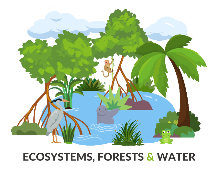 ECOSYSTEMS, FORESTS & WATER